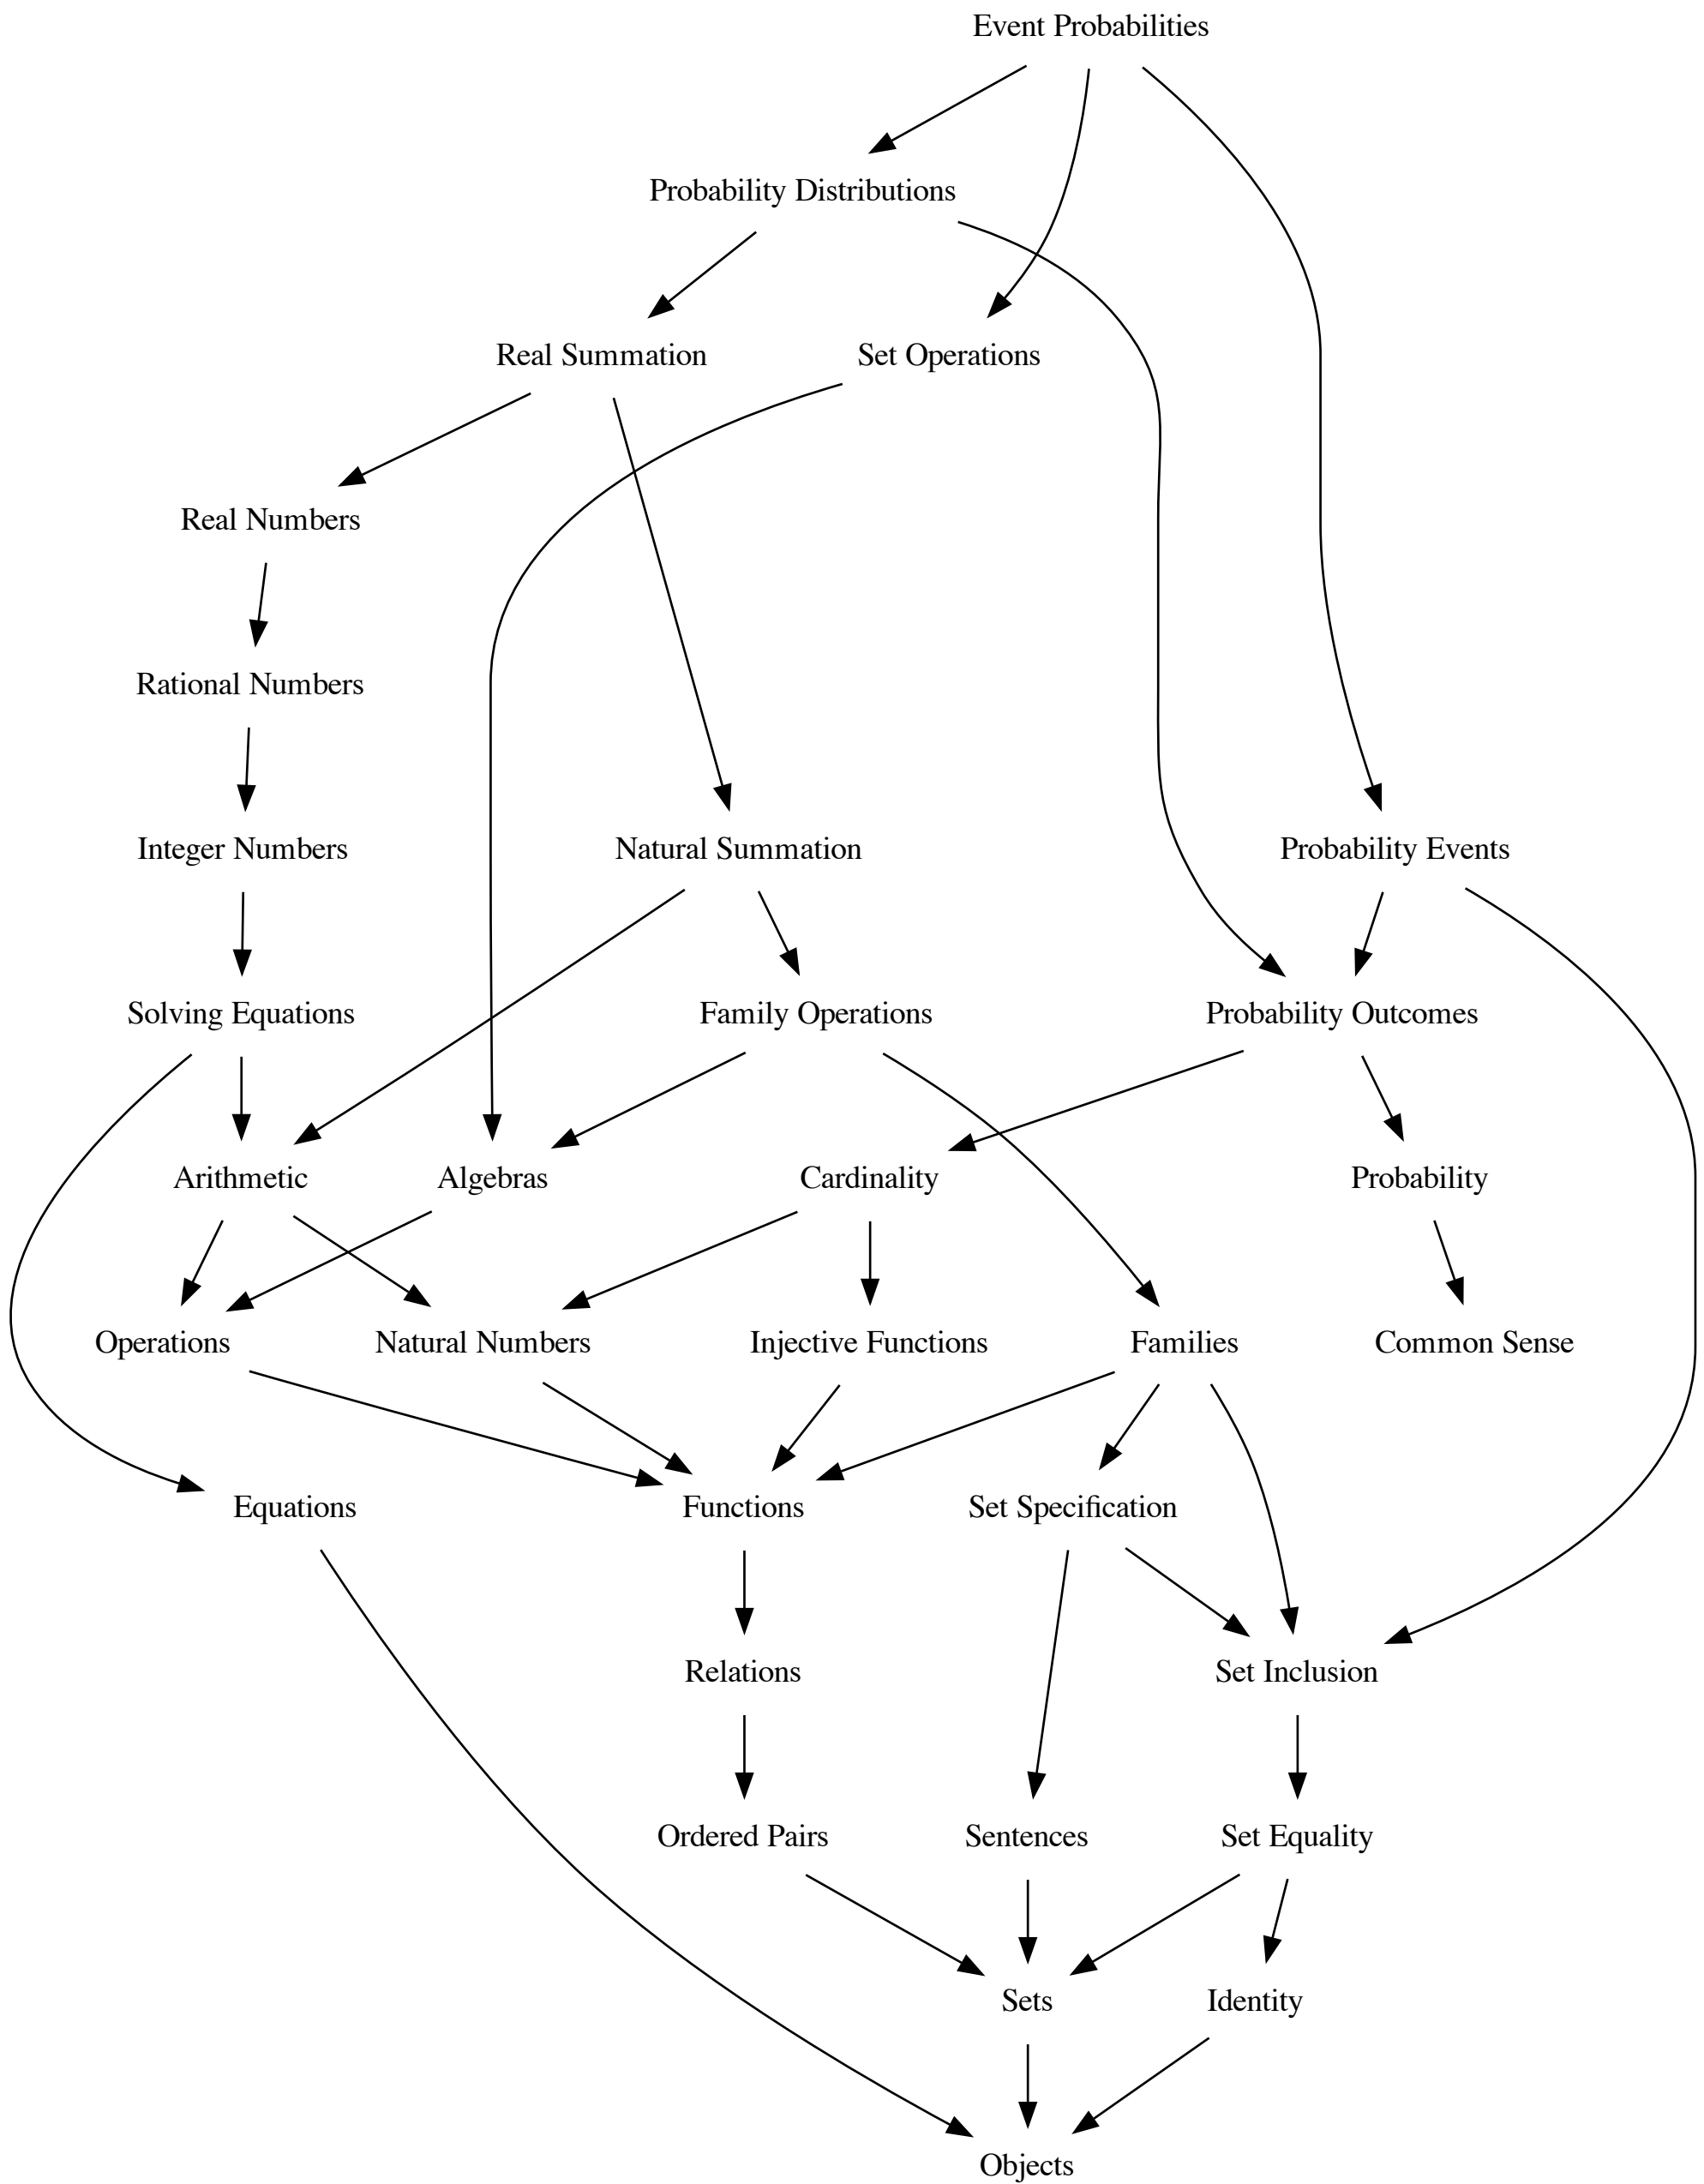 Event Probabilities
Probability Distributions
Real Summation
Set Operations
Real Numbers
Rational Numbers
Integer Numbers
Natural Summation
Probability Events
Solving Equations
Family Operations
Probability Outcomes
Arithmetic
Algebras
Cardinality
Probability
Operations
Natural Numbers
Injective Functions
Families
Common Sense
Equations
Functions
Set Specification
Relations
Set Inclusion
Ordered Pairs
Sentences
Set Equality
Sets
Identity
Objects